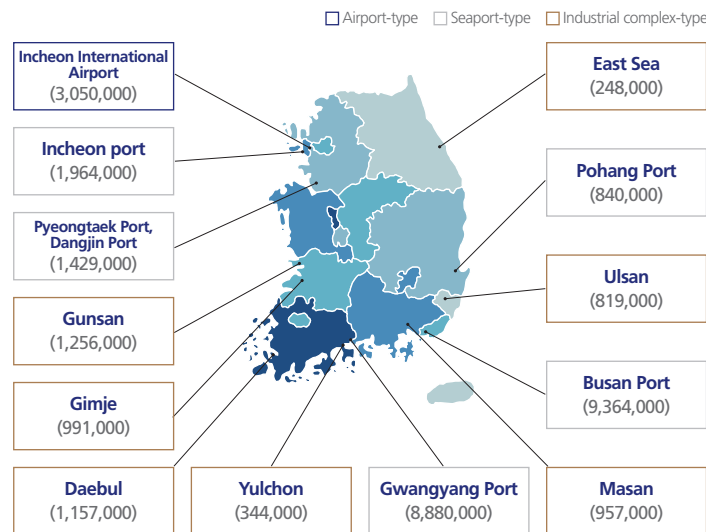 Airport-type
Seaport-type
Industrial complex-type
Incheon International
Airport
(3,050,000)
East Sea
(248,000)
Incheon port
(1,964,000)
Pohang Port
(840,000)
Pyeongtaek Port,
Dangjin Port
(1,429,000)
Ulsan
(819,000)
Gunsan
(1,256,000)
Busan Port
(9,364,000)
Gimje
(991,000)
Daebul
(1,157,000)
Yulchon
(344,000)
Gwangyang Port
(8,880,000)
Masan
(957,000)